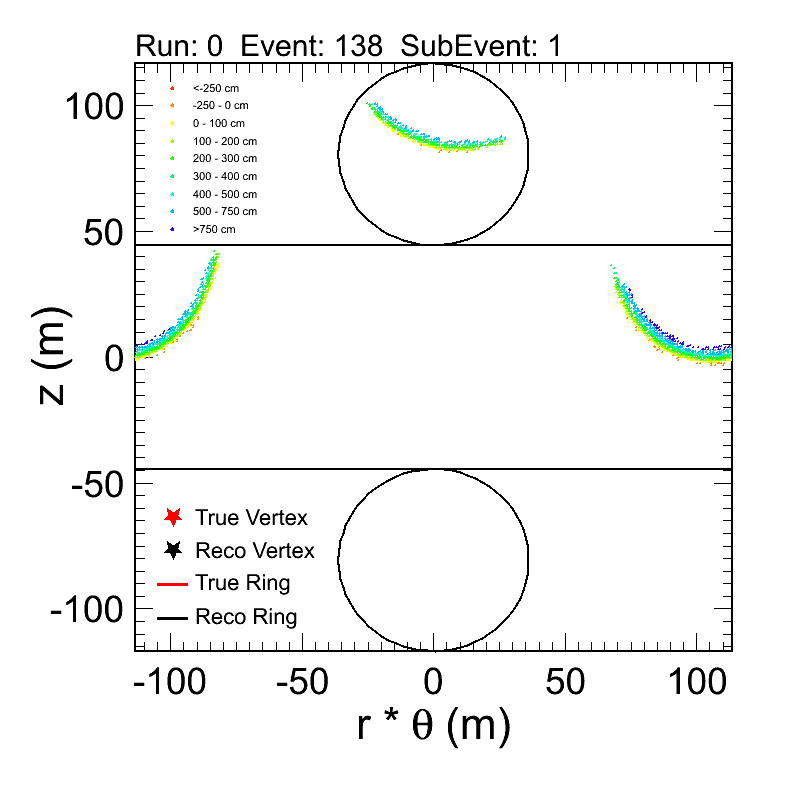 Run: 0  Event: 138  SubEvent: 1
<-250 cm
-250 - 0 cm
0 - 100 cm
100 - 200 cm
200 - 300 cm
300 - 400 cm
400 - 500 cm
500 - 750 cm
>750 cm
100
50
0
-50
-100
z (m)
True Vertex
Reco Vertex
True Ring
Reco Ring
-100 -50 0 50 100
r * θ (m)